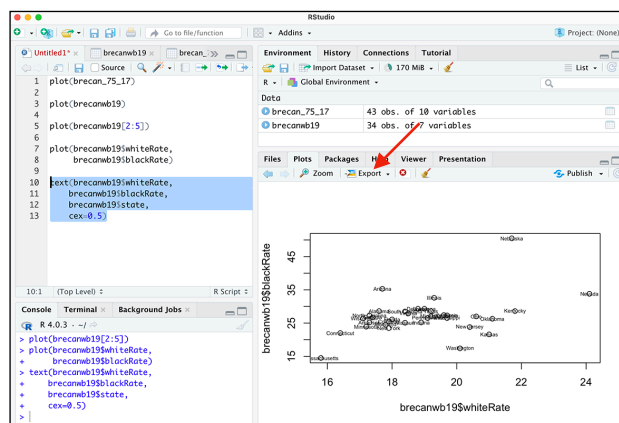 RStudio
Go to file/function
Addins
Project: (None)
Untitled1*
brecanwb19
brecan_
Source
1 plot(brecan_75_17)
2
3 plot(brecanwb19)
4
5 plot(brecanwb19[2:5])
6
7 plot(brecanwb19$whiteRate,
8 brecanwb19$blackRate)
9
10 text(brecanwb19$whiteRate,
11 brecanwb19$blackRate,
12 brecanwb19$state,
13 cex=0.5)
10:1 (Top Level) R Script
Console Terminal Background Jobs
R 4.0.3 · ~/
> plot(brecanwb19[2:5])
> plot(brecanwb19$whiteRate,
+ brecanwb19$blackRate)
> text(brecanwb19$whiteRate,
+ brecanwb19$blackRate,
+ brecanwb19$state,
+ cex=0.5)
>
Environment History Connections Tutorial
Import Dataset 170 MiB List
R Global Environment
Data
brecan_75_17 43 obs. of 10 variables
brecanwb19 34 obs. of 7 variables
Files Plots Packages Viewer Presentation
Zoom Export Publish
brecanwb19$blackRate
45
35
25
15
Nebraska
Nevada
Arizona
Illinois
Kentucky
Oklahoma
New Jersey
Kansas
Connecticut
Washington
ssachusetts
16 18 20 22 24
brecanwb19$whiteRate